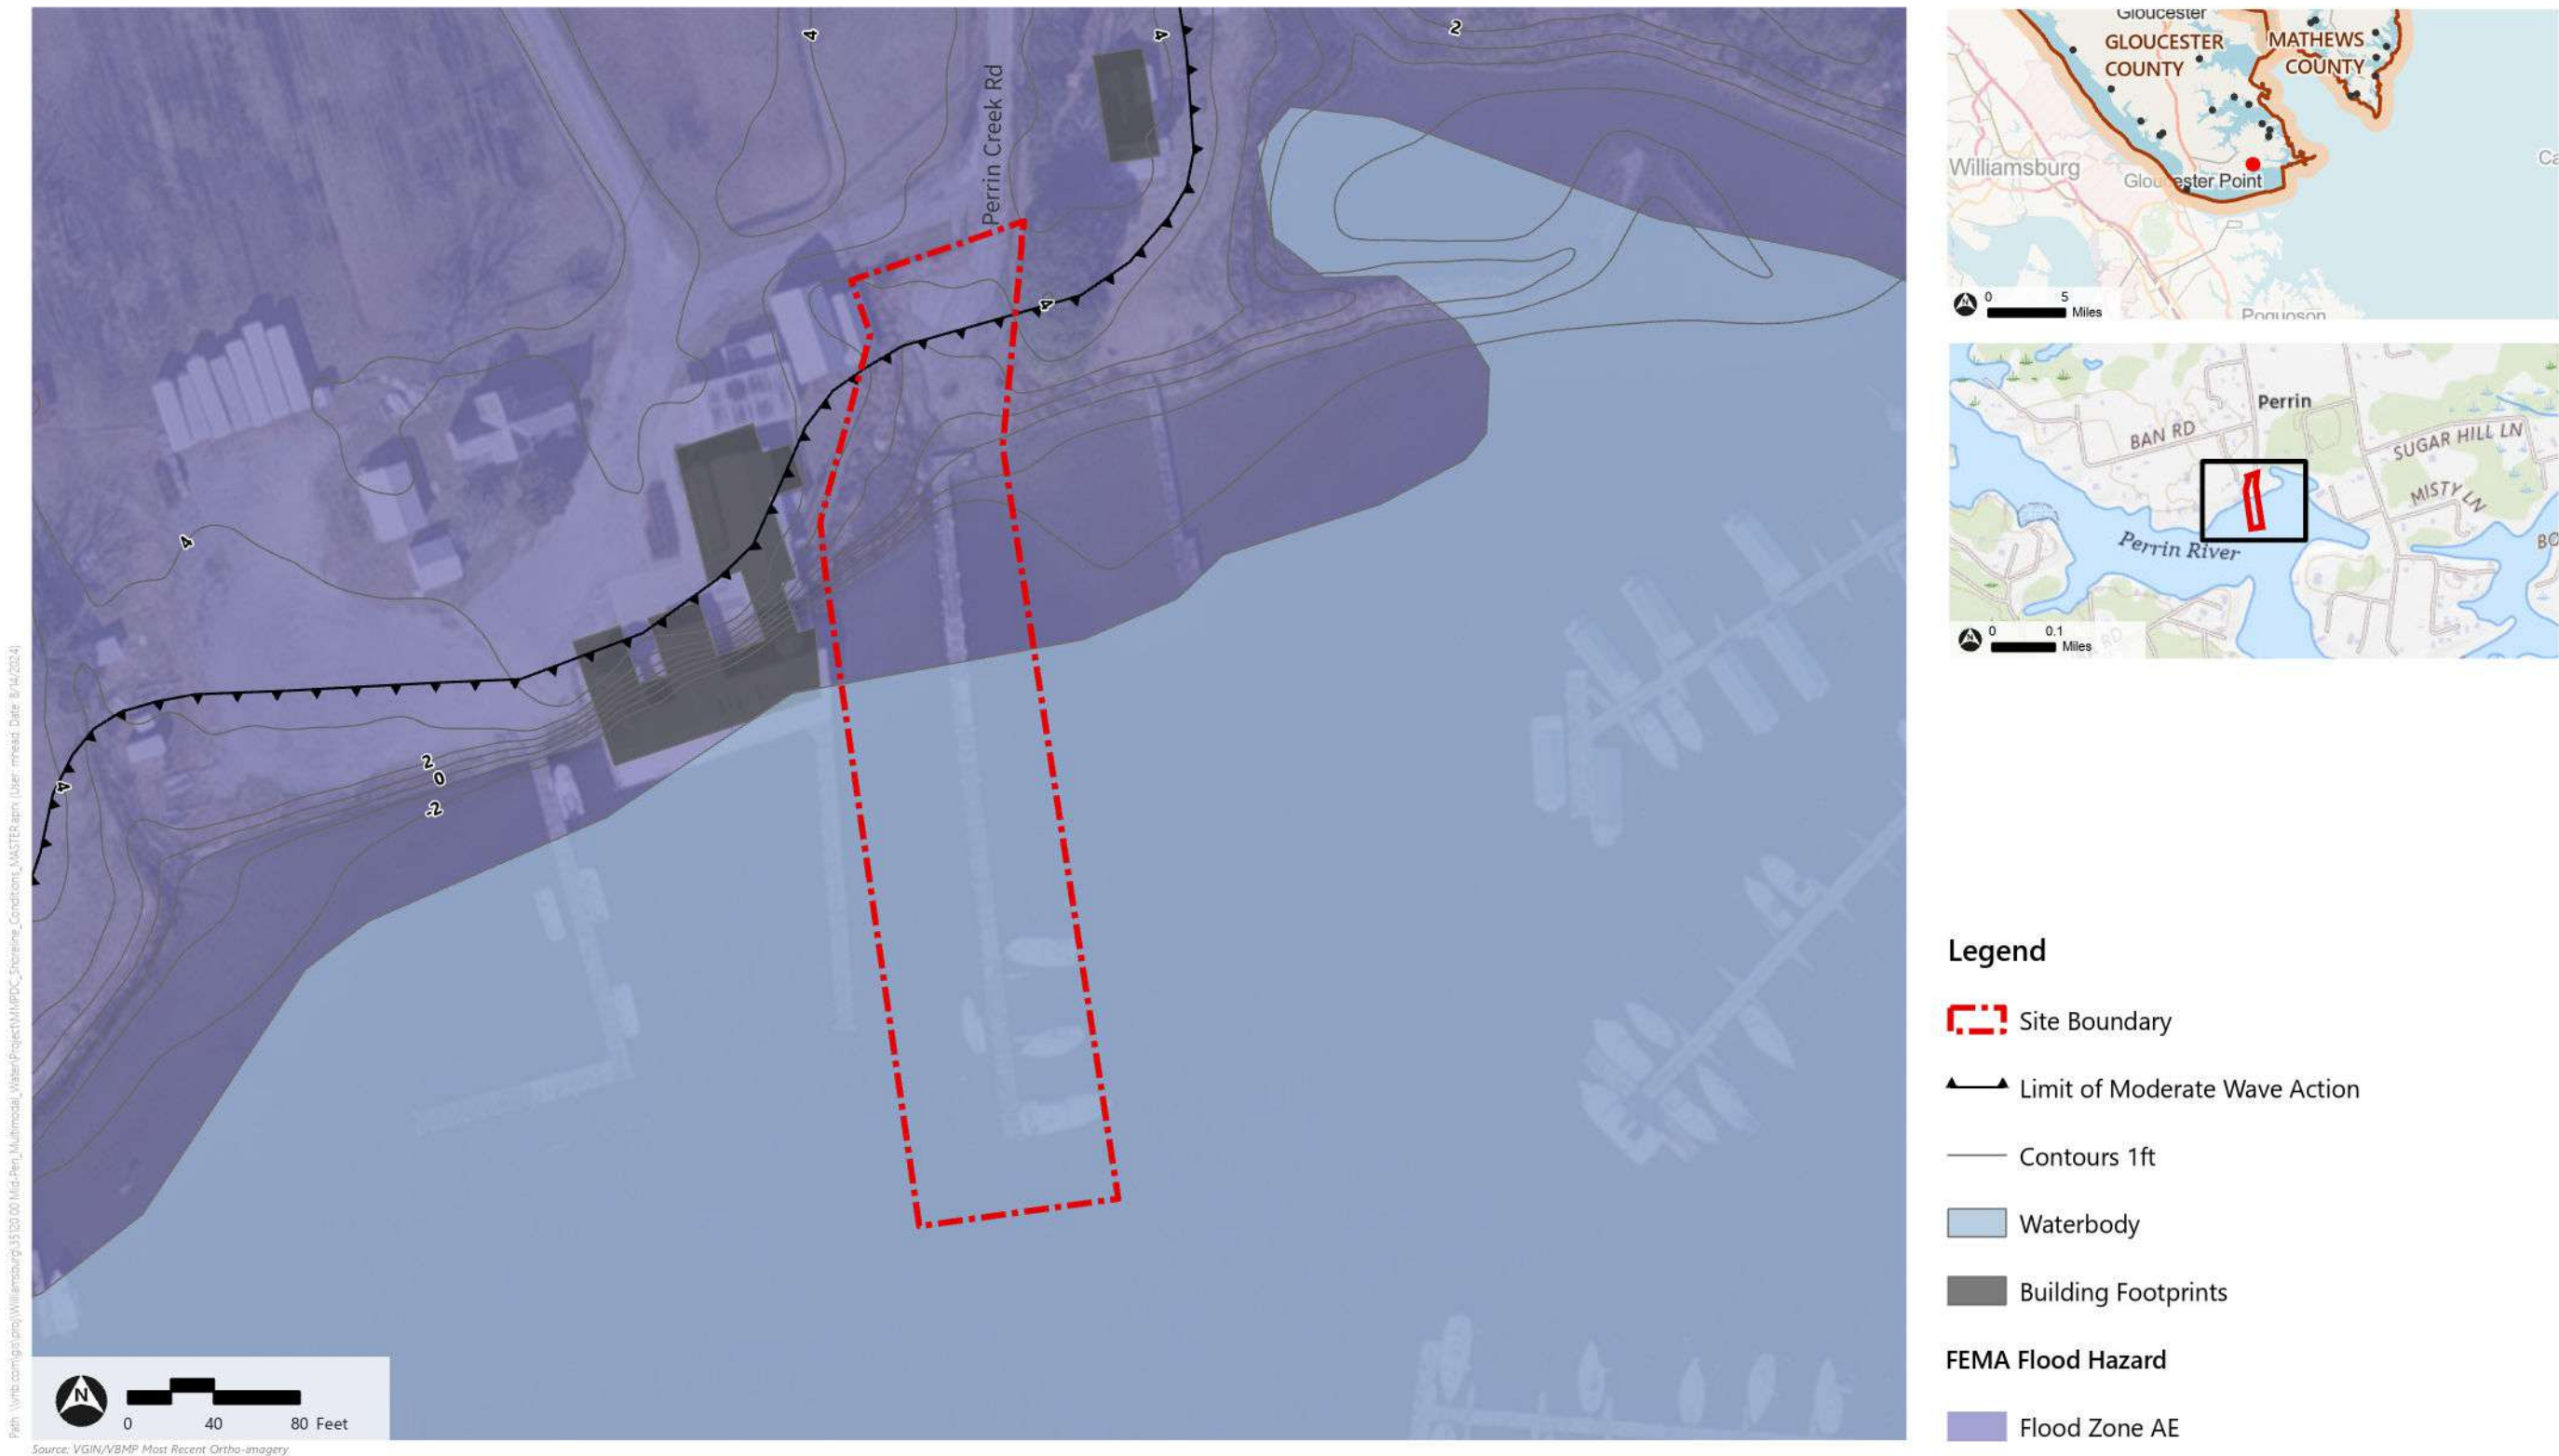 4
4
2
Perrin Creek Rd
4
4
4
2
0
-2
0 40 80 Feet
Source: VGIN/VBMP Most Recent Ortho-imagery
Gloucester
GLOUCESTER
COUNTY
MATHEWS
COUNTY
Williamsburg
Gloucester Point
0 5
Miles
Poquoson
Perrin
BAN RD
SUGAR HILL LN
MISTY LN
Perrin River
RD
0 0.1
Miles
Legend
Site Boundary
Limit of Moderate Wave Action
Contours 1ft
Waterbody
Building Footprints
FEMA Flood Hazard
Flood Zone AE